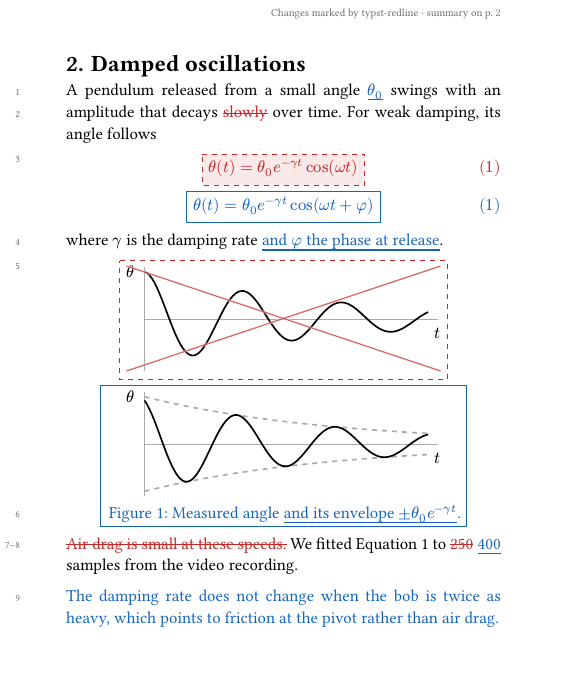 Changes marked by typst-redline · summary on p. 2
2. Damped oscillations
1 A pendulum released from a small angle θ₀ swings with an
2 amplitude that decays slowly over time. For weak damping, its
angle follows
3 θ(t) = θ₀e^{−γt} cos(ωt) (1)
θ(t) = θ₀e^{−γt} cos(ωt + φ) (1)
4 where γ is the damping rate and φ the phase at release.
5 θ
t
θ
t
6 Figure 1: Measured angle and its envelope ±θ₀e^{−γt}.
7–8 Air drag is small at these speeds. We fitted Equation 1 to 250 400
samples from the video recording.
9 The damping rate does not change when the bob is twice as
heavy, which points to friction at the pivot rather than air drag.